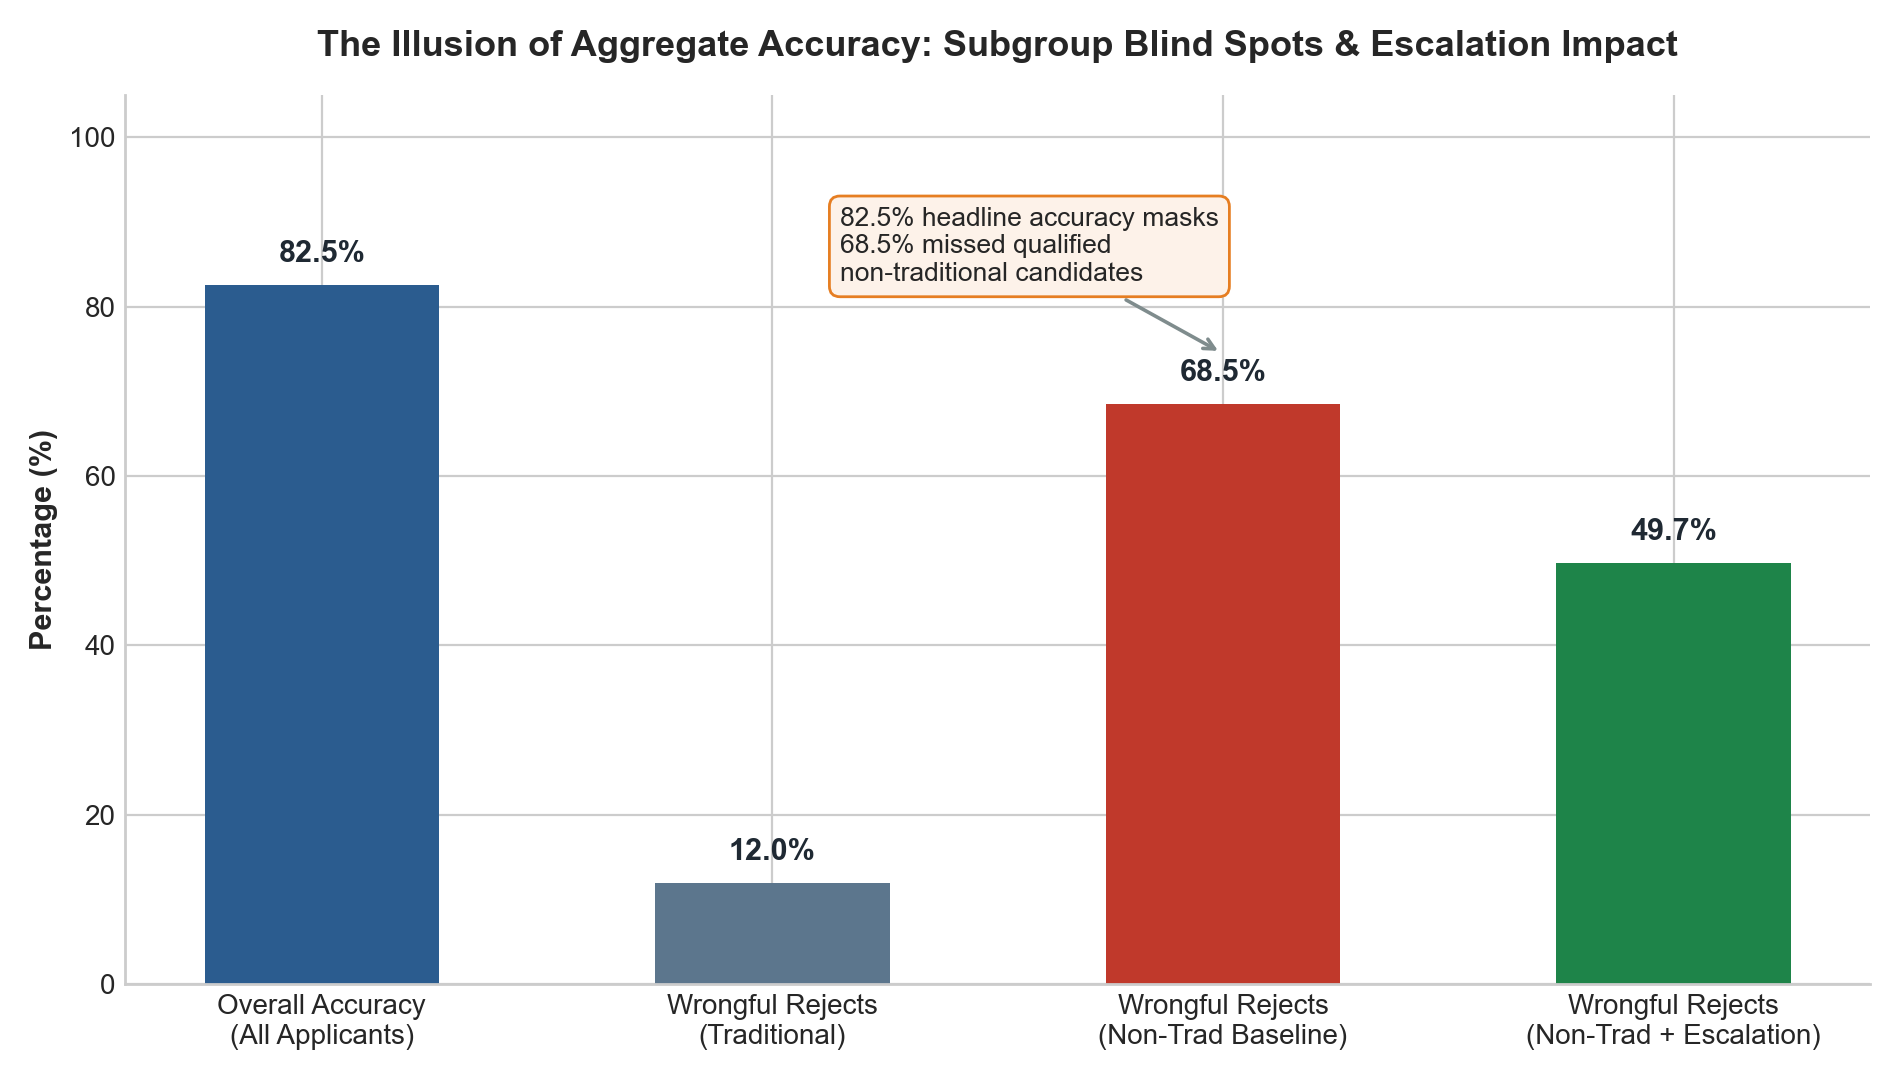 The Illusion of Aggregate Accuracy: Subgroup Blind Spots & Escalation Impact
Percentage (%)
100
80
60
40
20
0
82.5%
12.0%
82.5% headline accuracy masks
68.5% missed qualified
non-traditional candidates
68.5%
49.7%
Overall Accuracy
(All Applicants)
Wrongful Rejects
(Traditional)
Wrongful Rejects
(Non-Trad Baseline)
Wrongful Rejects
(Non-Trad + Escalation)